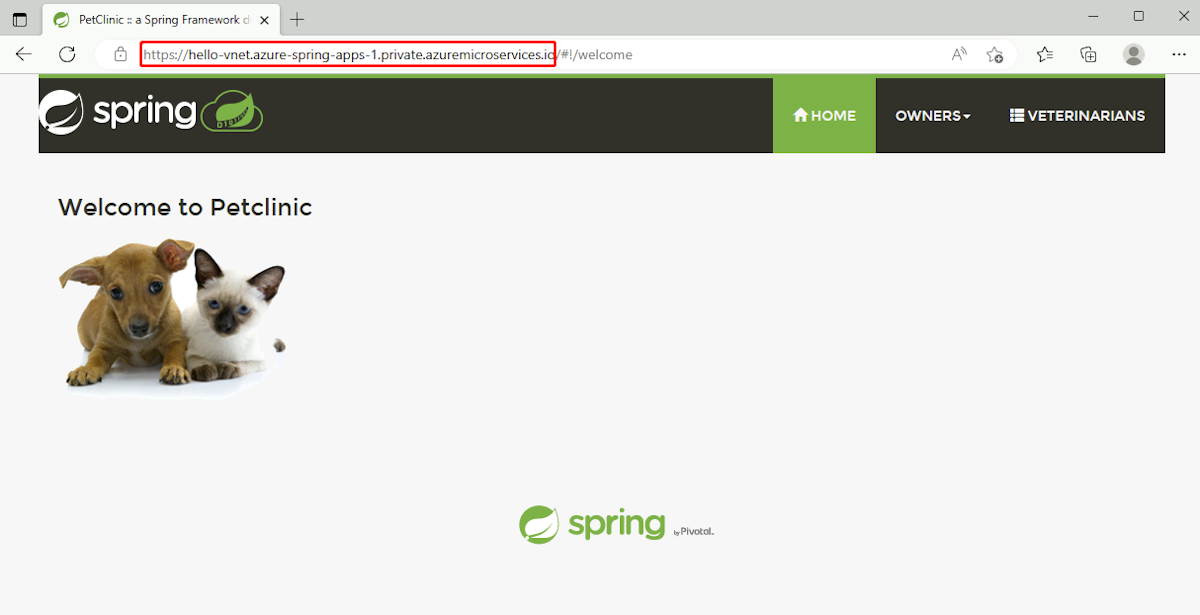 PetClinic :: a Spring Framework d
https://hello-vnet.azure-spring-apps-1.private.azuremicroservices.io/#!/welcome
spring
HOME
OWNERS
VETERINARIANS
Welcome to Petclinic
spring by Pivotal.